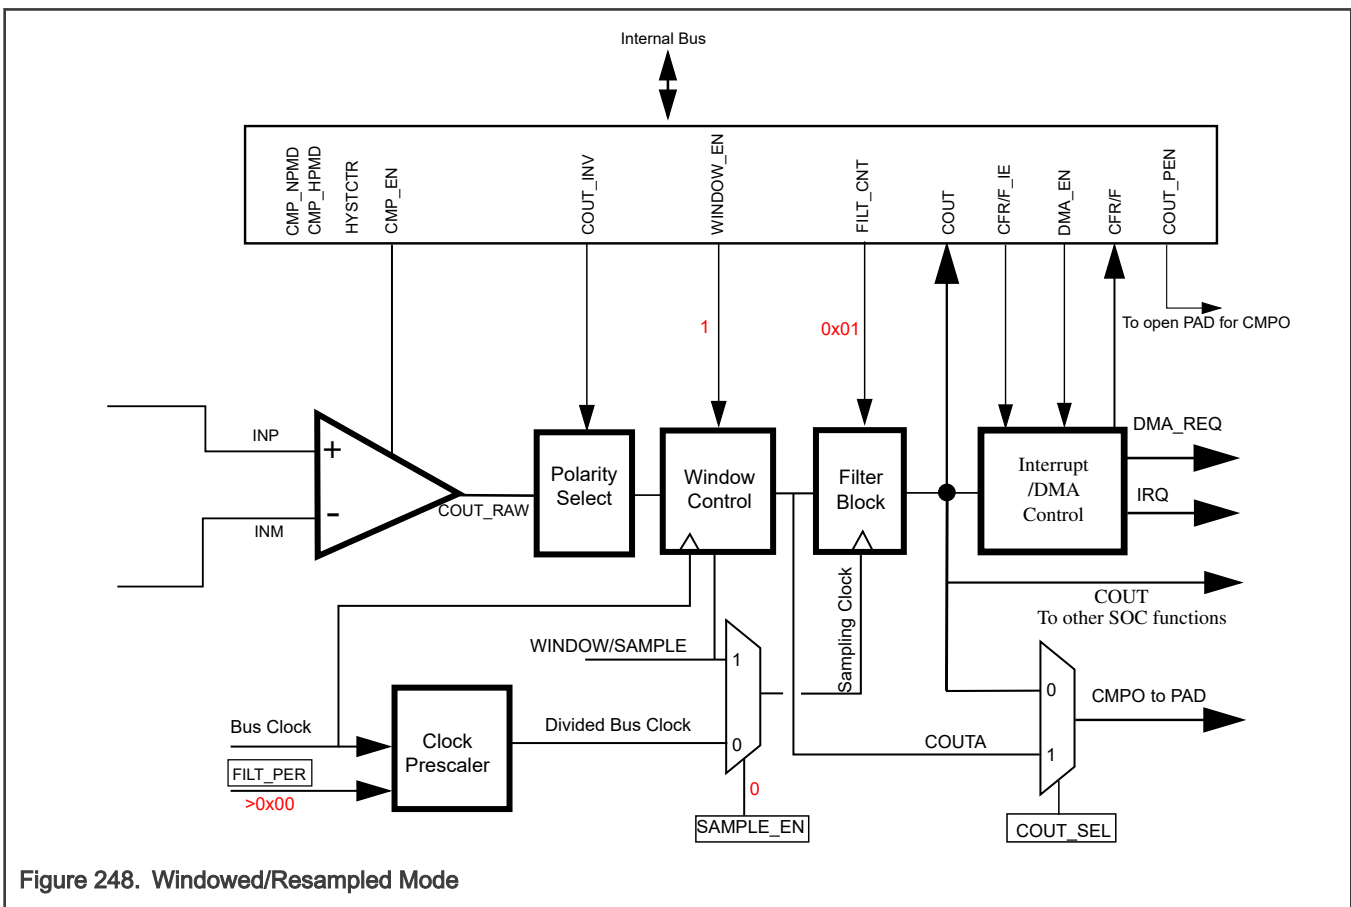 Internal Bus
CMP_NPMD
CMP_HPMD
HYSTCTR
CMP_EN
COUT_INV
WINDOW_EN
FILT_CNT
COUT
CFR/F_IE
DMA_EN
CFR/F
COUT_PEN
1
0x01
To open PAD for CMPO
INP
+
-
INM
COUT_RAW
Polarity
Select
Window
Control
Filter
Block
Interrupt
/DMA
Control
DMA_REQ
IRQ
COUT
To other SOC functions
Sampling Clock
WINDOW/SAMPLE
1
0
Bus Clock
FILT_PER
>0x00
Clock
Prescaler
Divided Bus Clock
0
SAMPLE_EN
COUTA
0
1
CMPO to PAD
COUT_SEL
Figure 248. Windowed/Resampled Mode